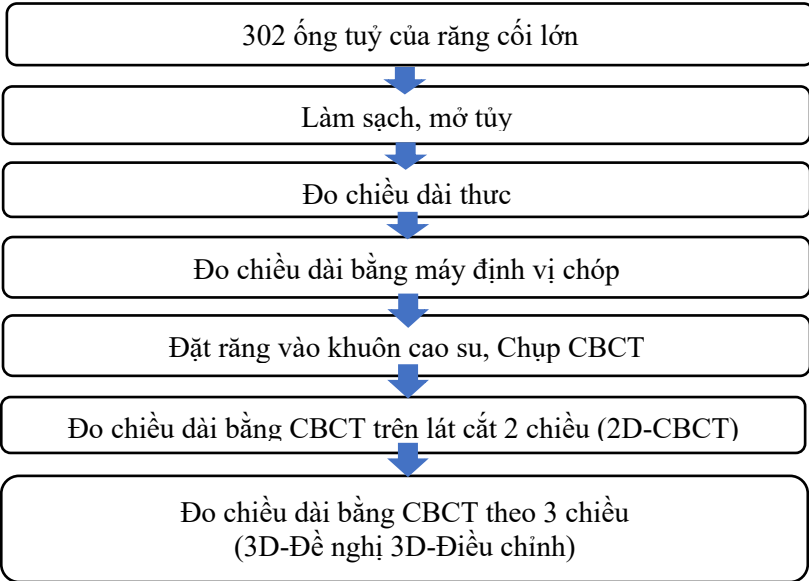 302 ống tuỷ của răng cối lớn
Làm sạch, mở tủy
Đo chiều dài thưc
Đo chiều dài bằng máy định vị chóp
Đặt răng vào khuôn cao su, Chụp CBCT
Đo chiều dài bằng CBCT trên lát cắt 2 chiều (2D-CBCT)
Đo chiều dài bằng CBCT theo 3 chiều
(3D-Đề nghị 3D-Điều chỉnh)